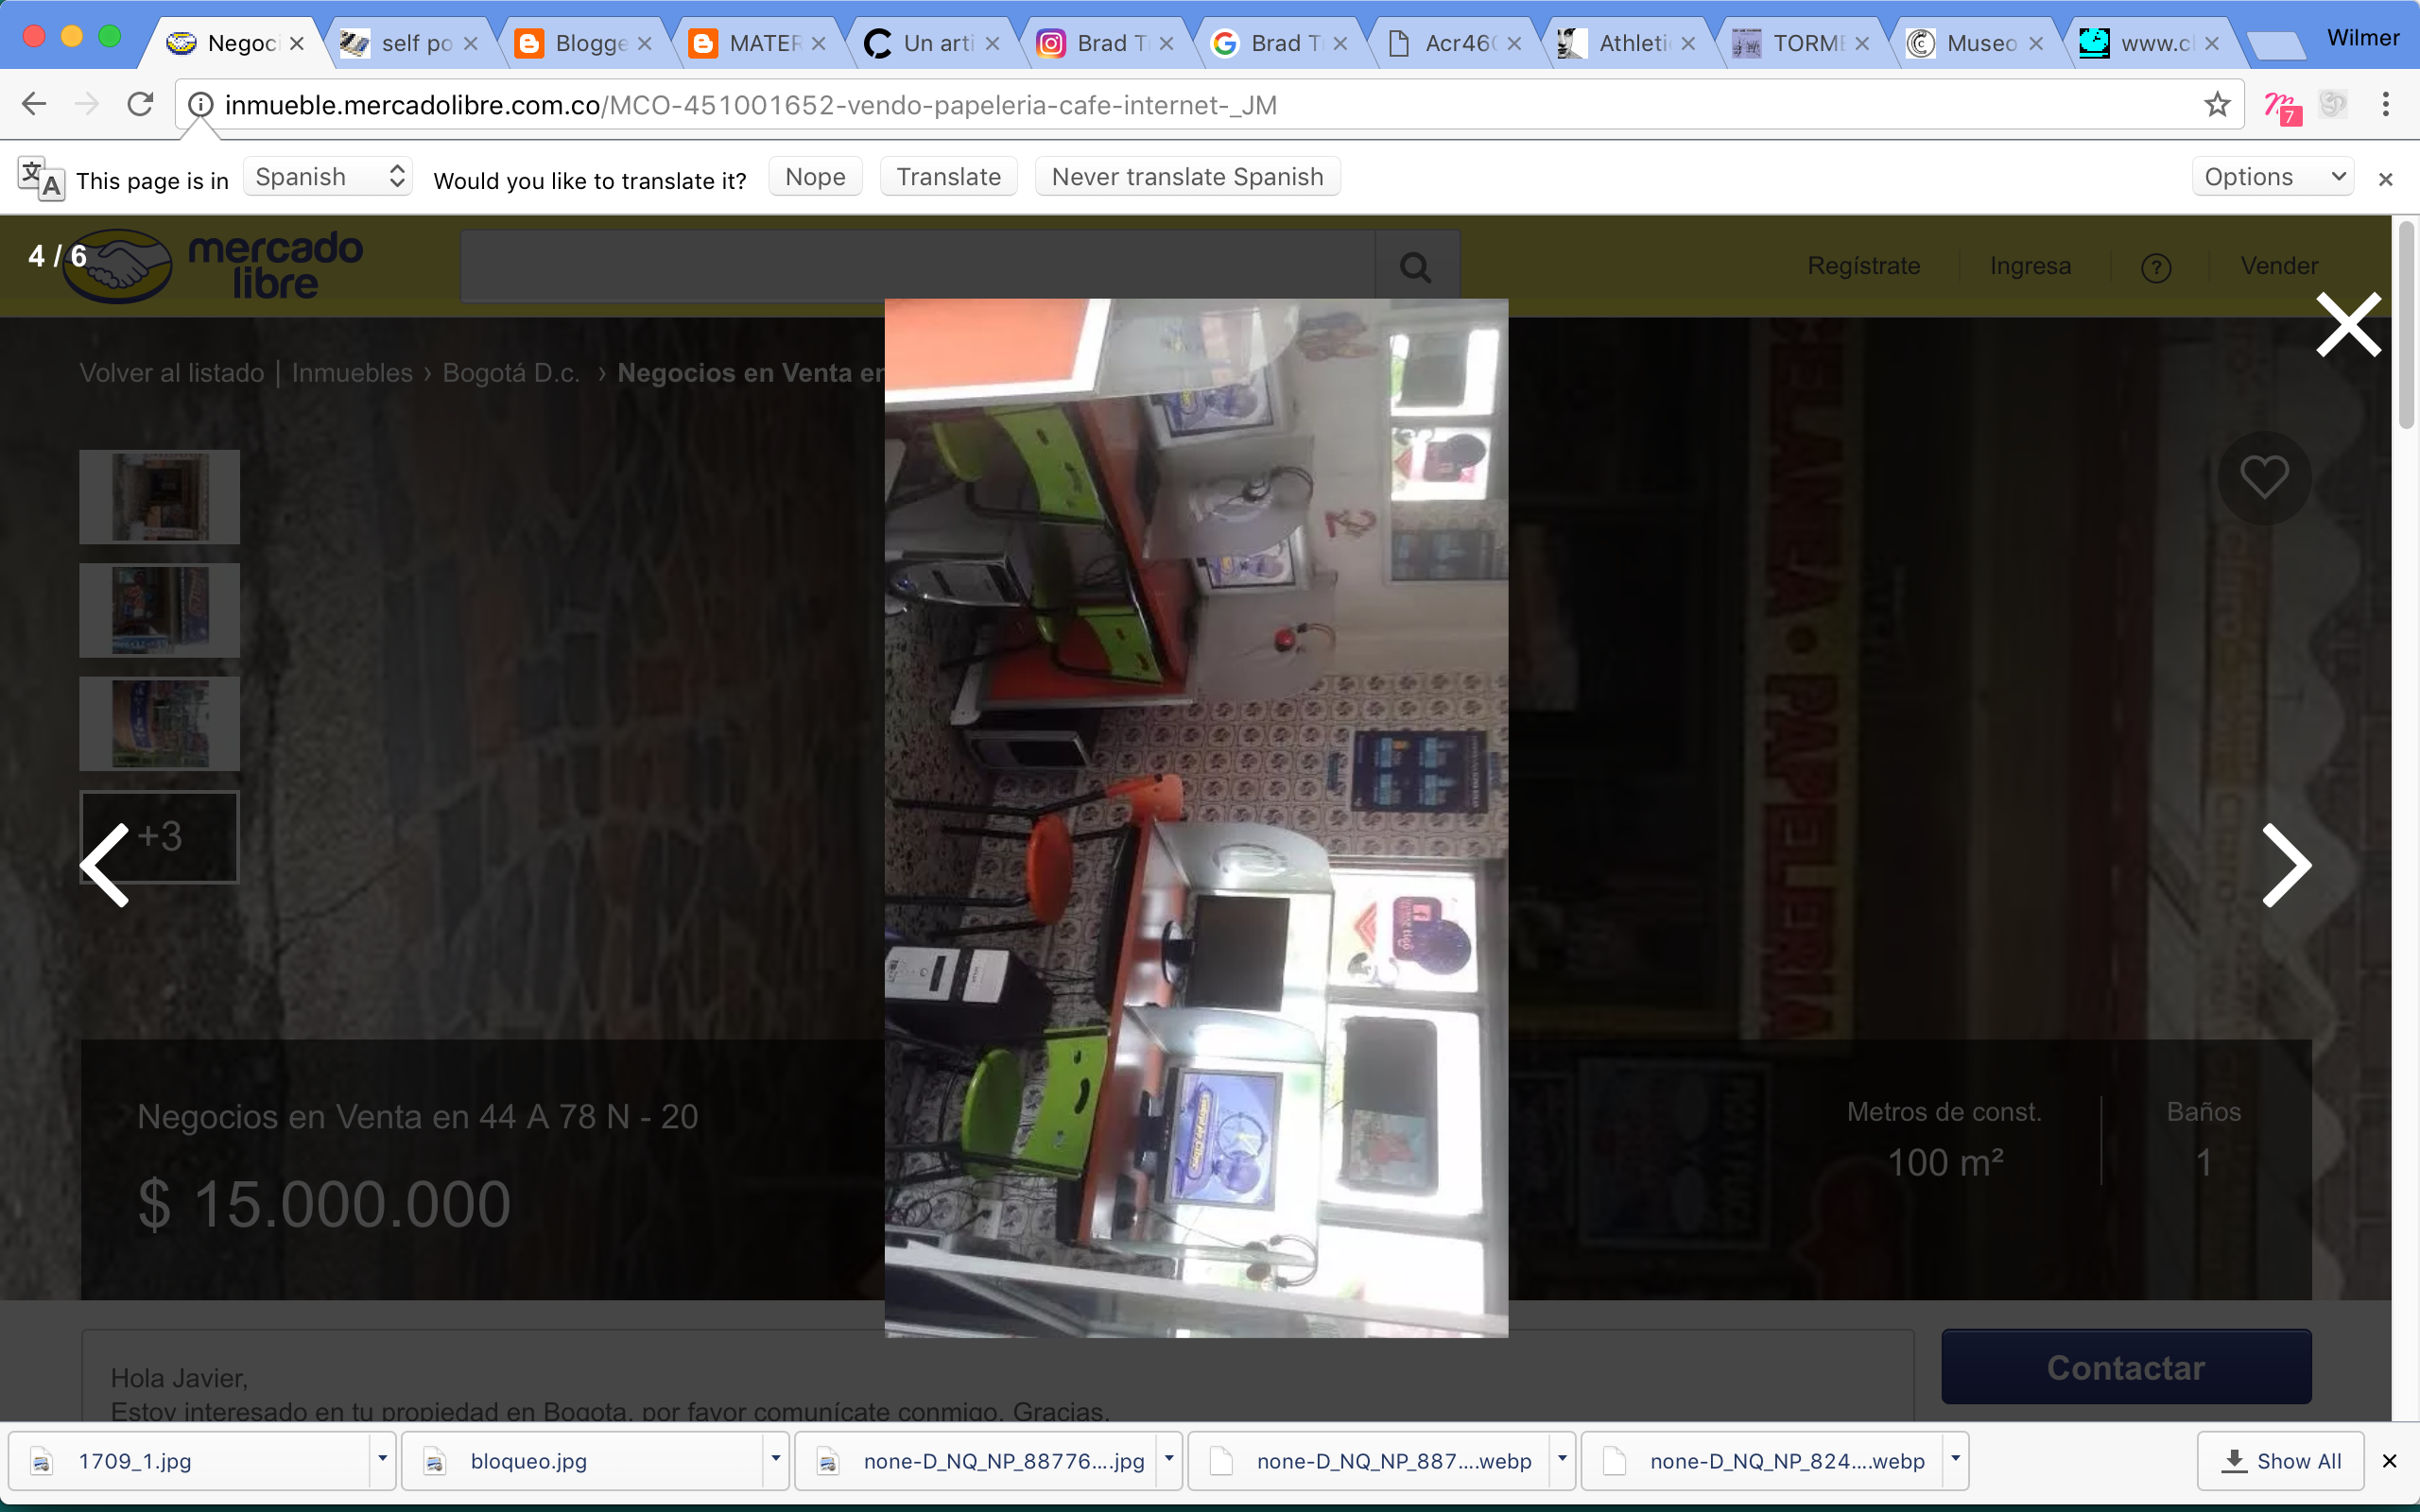 Negoci
self po
Blogge
MATER
Un arti
Brad T
Brad T
Acr46
Athleti
TORME
Museo
www.c
Wilmer
inmueble.mercadolibre.com.co/MCO-451001652-vendo-papeleria-cafe-internet-_JM
7
This page is in
Spanish
Would you like to translate it?
Nope
Translate
Never translate Spanish
Options
4 / 6
mercado
libre
Regístrate
Ingresa
?
Vender
Volver al listado | Inmuebles › Bogotá D.c. › Negocios en Venta en
+3
PAPELERIA
Negocios en Venta en 44 A 78 N - 20
$ 15.000.000
Metros de const.
100 m²
Baños
1
Hola Javier,
Estoy interesado en tu propiedad en Bogota, por favor comunícate conmigo. Gracias.
Contactar
1709_1.jpg
bloqueo.jpg
none-D_NQ_NP_88776....jpg
none-D_NQ_NP_887....webp
none-D_NQ_NP_824....webp
Show All